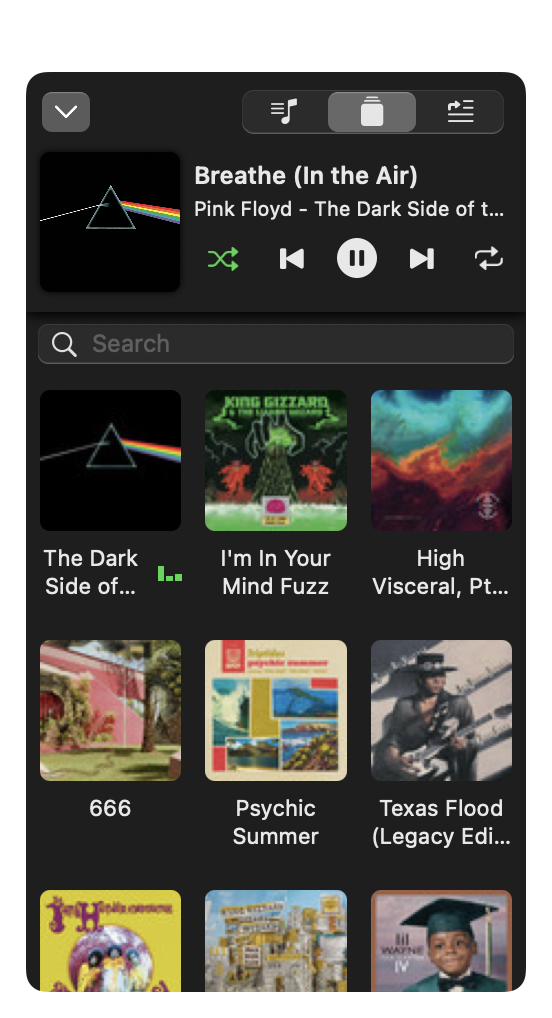 Breathe (In the Air)
Pink Floyd - The Dark Side of t...
Search
KING GIZZARD
& THE LIZARD WIZARD
The Dark
Side of...
I'm In Your
Mind Fuzz
High
Visceral, Pt...
Triptides
psychic summer
666
Psychic
Summer
Texas Flood
(Legacy Edi...
lil
WAYNE
IV